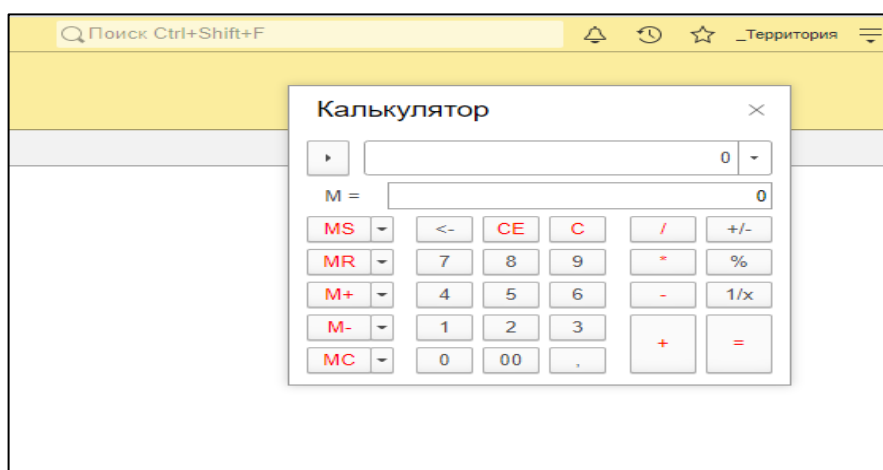 Поиск Ctrl+Shift+F _Территория
Калькулятор
0
M = 0
MS <- CE C / +/-
MR 7 8 9 * %
M+ 4 5 6 - 1/x
M- 1 2 3 + =
MC 0 00 ,